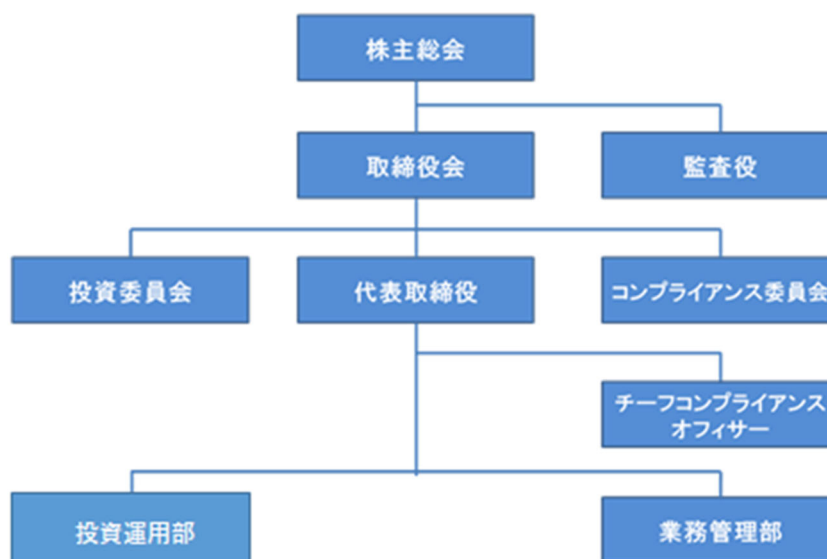 株主総会
取締役会
監査役
投資委員会
代表取締役
コンプライアンス委員会
チーフコンプライアンス
オフィサー
投資運用部
業務管理部